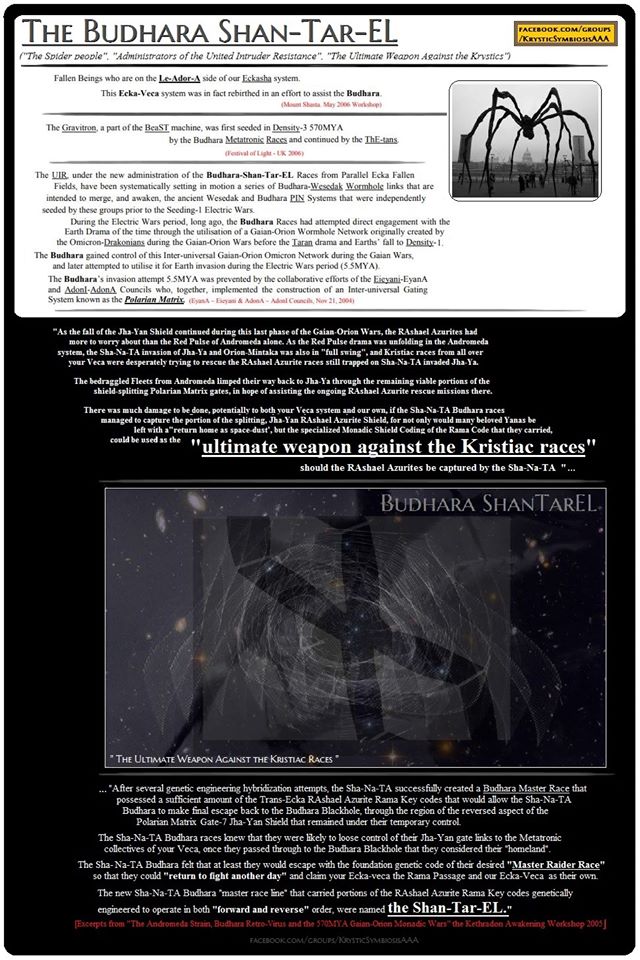 The Budhara Shan-Tar-EL
facebook.com/groups
/KrysticSymbiosisAAA
("The Spider people", "Administrators of the United Intruder Resistance", "The Ultimate Weapon Against the Krystics")
Fallen Beings who are on the Le-Ador-A side of our Eckasha system.
This Ecka-Veca system was in fact rebirthed in an effort to assist the Budhara.
(Mount Shasta. May 2006 Workshop)
The Gravitron, a part of the BeaST machine, was first seeded in Density-3 570MYA
by the Budhara Metatronic Races and continued by the ThE-tans.
(Festival of Light - UK 2006)
The UIR, under the new administration of the Budhara-Shan-Tar-EL Races from Parallel Ecka Fallen
Fields, have been systematically setting in motion a series of Budhara-Wesedak Wormhole links that are
intended to merge, and awaken, the ancient Wesedak and Budhara PIN Systems that were independently
seeded by these groups prior to the Seeding-1 Electric Wars.
During the Electric Wars period, long ago, the Budhara Races had attempted direct engagement with the
Earth Drama of the time through the utilisation of a Gaian-Orion Wormhole Network originally created by
the Omicron-Drakonians during the Gaian-Orion Wars before the Taran drama and Earths' fall to Density-1.
The Budhara gained control of this Inter-universal Gaian-Orion Omicron Network during the Gaian Wars,
and later attempted to utilise it for Earth invasion during the Electric Wars period (5.5MYA).
The Budhara's invasion attempt 5.5MYA was prevented by the collaborative efforts of the Eieyani-EyanA
and AdonI-AdonA Councils who, together, implemented the construction of an Inter-universal Gating
System known as the Polarian Matrix. (EyanA – Eieyani & AdonA – AdonI Councils, Nov 21, 2004)
"As the fall of the Jha-Yan Shield continued during this last phase of the Gaian-Orion Wars, the RAshael Azurites had
more to worry about than the Red Pulse of Andromeda alone. As the Red Pulse drama was unfolding in the Andromeda
system, the Sha-Na-TA invasion of Jha-Ya and Orion-Mintaka was also in "full swing", and Kristiac races from all over
your Veca were desperately trying to rescue the RAshael Azurite races still trapped on Sha-Na-TA invaded Jha-Ya.
The bedraggled Fleets from Andromeda limped their way back to Jha-Ya through the remaining viable portions of the
shield-splitting Polarian Matrix gates, in hope of assisting the ongoing RAshael Azurite rescue missions there.
There was much damage to be done, potentially to both your Veca system and our own, if the Sha-Na-TA Budhara races
managed to capture the portion of the splitting, Jha-Yan RAshael Azurite Shield, for not only would many beloved Yanas be
left with a"return home as space-dust', but the specialized Monadic Shield Coding of the Rama Code that they carried,
could be used as the "ultimate weapon against the Kristiac races"
should the RAshael Azurites be captured by the Sha-Na-TA " ...
Budhara ShanTarEL
" The Ultimate Weapon Against the Kristiac Races "
... "After several genetic engineering hybridization attempts, the Sha-Na-TA successfully created a Budhara Master Race that
possessed a sufficient amount of the Trans-Ecka RAshael Azurite Rama Key codes that would allow the Sha-Na-TA
Budhara to make final escape back to the Budhara Blackhole, through the region of the reversed aspect of the
Polarian Matrix Gate-7 Jha-Yan Shield that remained under their temporary control.
The Sha-Na-TA Budhara races knew that they were likely to loose control of their Jha-Yan gate links to the Metatronic
collectives of your Veca, once they passed through to the Budhara Blackhole that they considered their "homeland".
The Sha-Na-TA Budhara felt that at least they would escape with the foundation genetic code of their desired "Master Raider Race"
so that they could "return to fight another day" and claim your Ecka-veca the Rama Passage and our Ecka-Veca as their own.
The new Sha-Na-TA Budhara "master race line" that carried portions of the RAshael Azurite Rama Key codes genetically
engineered to operate in both "forward and reverse" order, were named the Shan-Tar-EL."
[Excerpts from "The Andromeda Strain, Budhara Retro-Virus and the 570MYA Gaian-Orion Monadic Wars" the Kethradon Awakening Workshop 2005]
facebook.com/groups/KrysticSymbiosisAAA